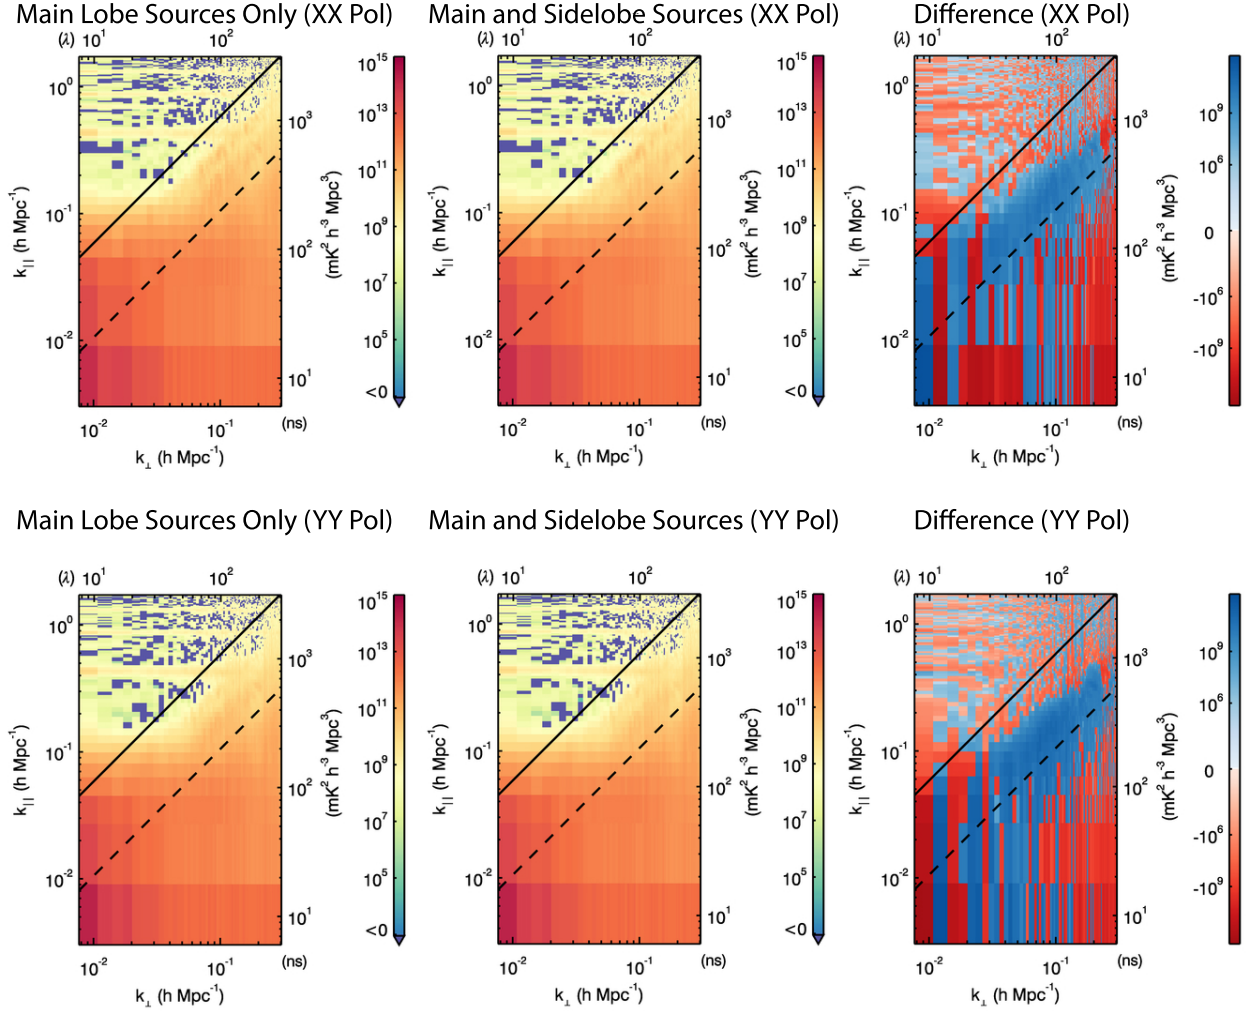 Main Lobe Sources Only (XX Pol)
Main and Sidelobe Sources (XX Pol)
Difference (XX Pol)
(λ) 10¹ 10²
(λ) 10¹ 10²
(λ) 10¹ 10²
10⁰
10⁻¹
10⁻²
k|| (h Mpc⁻¹)
10³
10²
10¹
(ns)
10⁻² 10⁻¹
k⊥ (h Mpc⁻¹)
(mK² h⁻³ Mpc³)
10¹⁵
10¹³
10¹¹
10⁹
10⁷
10⁵
<0
10⁰
10⁻¹
10⁻²
k|| (h Mpc⁻¹)
10³
10²
10¹
(ns)
10⁻² 10⁻¹
k⊥ (h Mpc⁻¹)
(mK² h⁻³ Mpc³)
10¹⁵
10¹³
10¹¹
10⁹
10⁷
10⁵
<0
10⁰
10⁻¹
10⁻²
k|| (h Mpc⁻¹)
10³
10²
10¹
(ns)
10⁻² 10⁻¹
k⊥ (h Mpc⁻¹)
(mK² h⁻³ Mpc³)
10⁹
10⁶
0
-10⁶
-10⁹
Main Lobe Sources Only (YY Pol)
Main and Sidelobe Sources (YY Pol)
Difference (YY Pol)
(λ) 10¹ 10²
(λ) 10¹ 10²
(λ) 10¹ 10²
10⁰
10⁻¹
10⁻²
k|| (h Mpc⁻¹)
10³
10²
10¹
(ns)
10⁻² 10⁻¹
k⊥ (h Mpc⁻¹)
(mK² h⁻³ Mpc³)
10¹⁵
10¹³
10¹¹
10⁹
10⁷
10⁵
<0
10⁰
10⁻¹
10⁻²
k|| (h Mpc⁻¹)
10³
10²
10¹
(ns)
10⁻² 10⁻¹
k⊥ (h Mpc⁻¹)
(mK² h⁻³ Mpc³)
10¹⁵
10¹³
10¹¹
10⁹
10⁷
10⁵
<0
10⁰
10⁻¹
10⁻²
k|| (h Mpc⁻¹)
10³
10²
10¹
(ns)
10⁻² 10⁻¹
k⊥ (h Mpc⁻¹)
(mK² h⁻³ Mpc³)
10⁹
10⁶
0
-10⁶
-10⁹